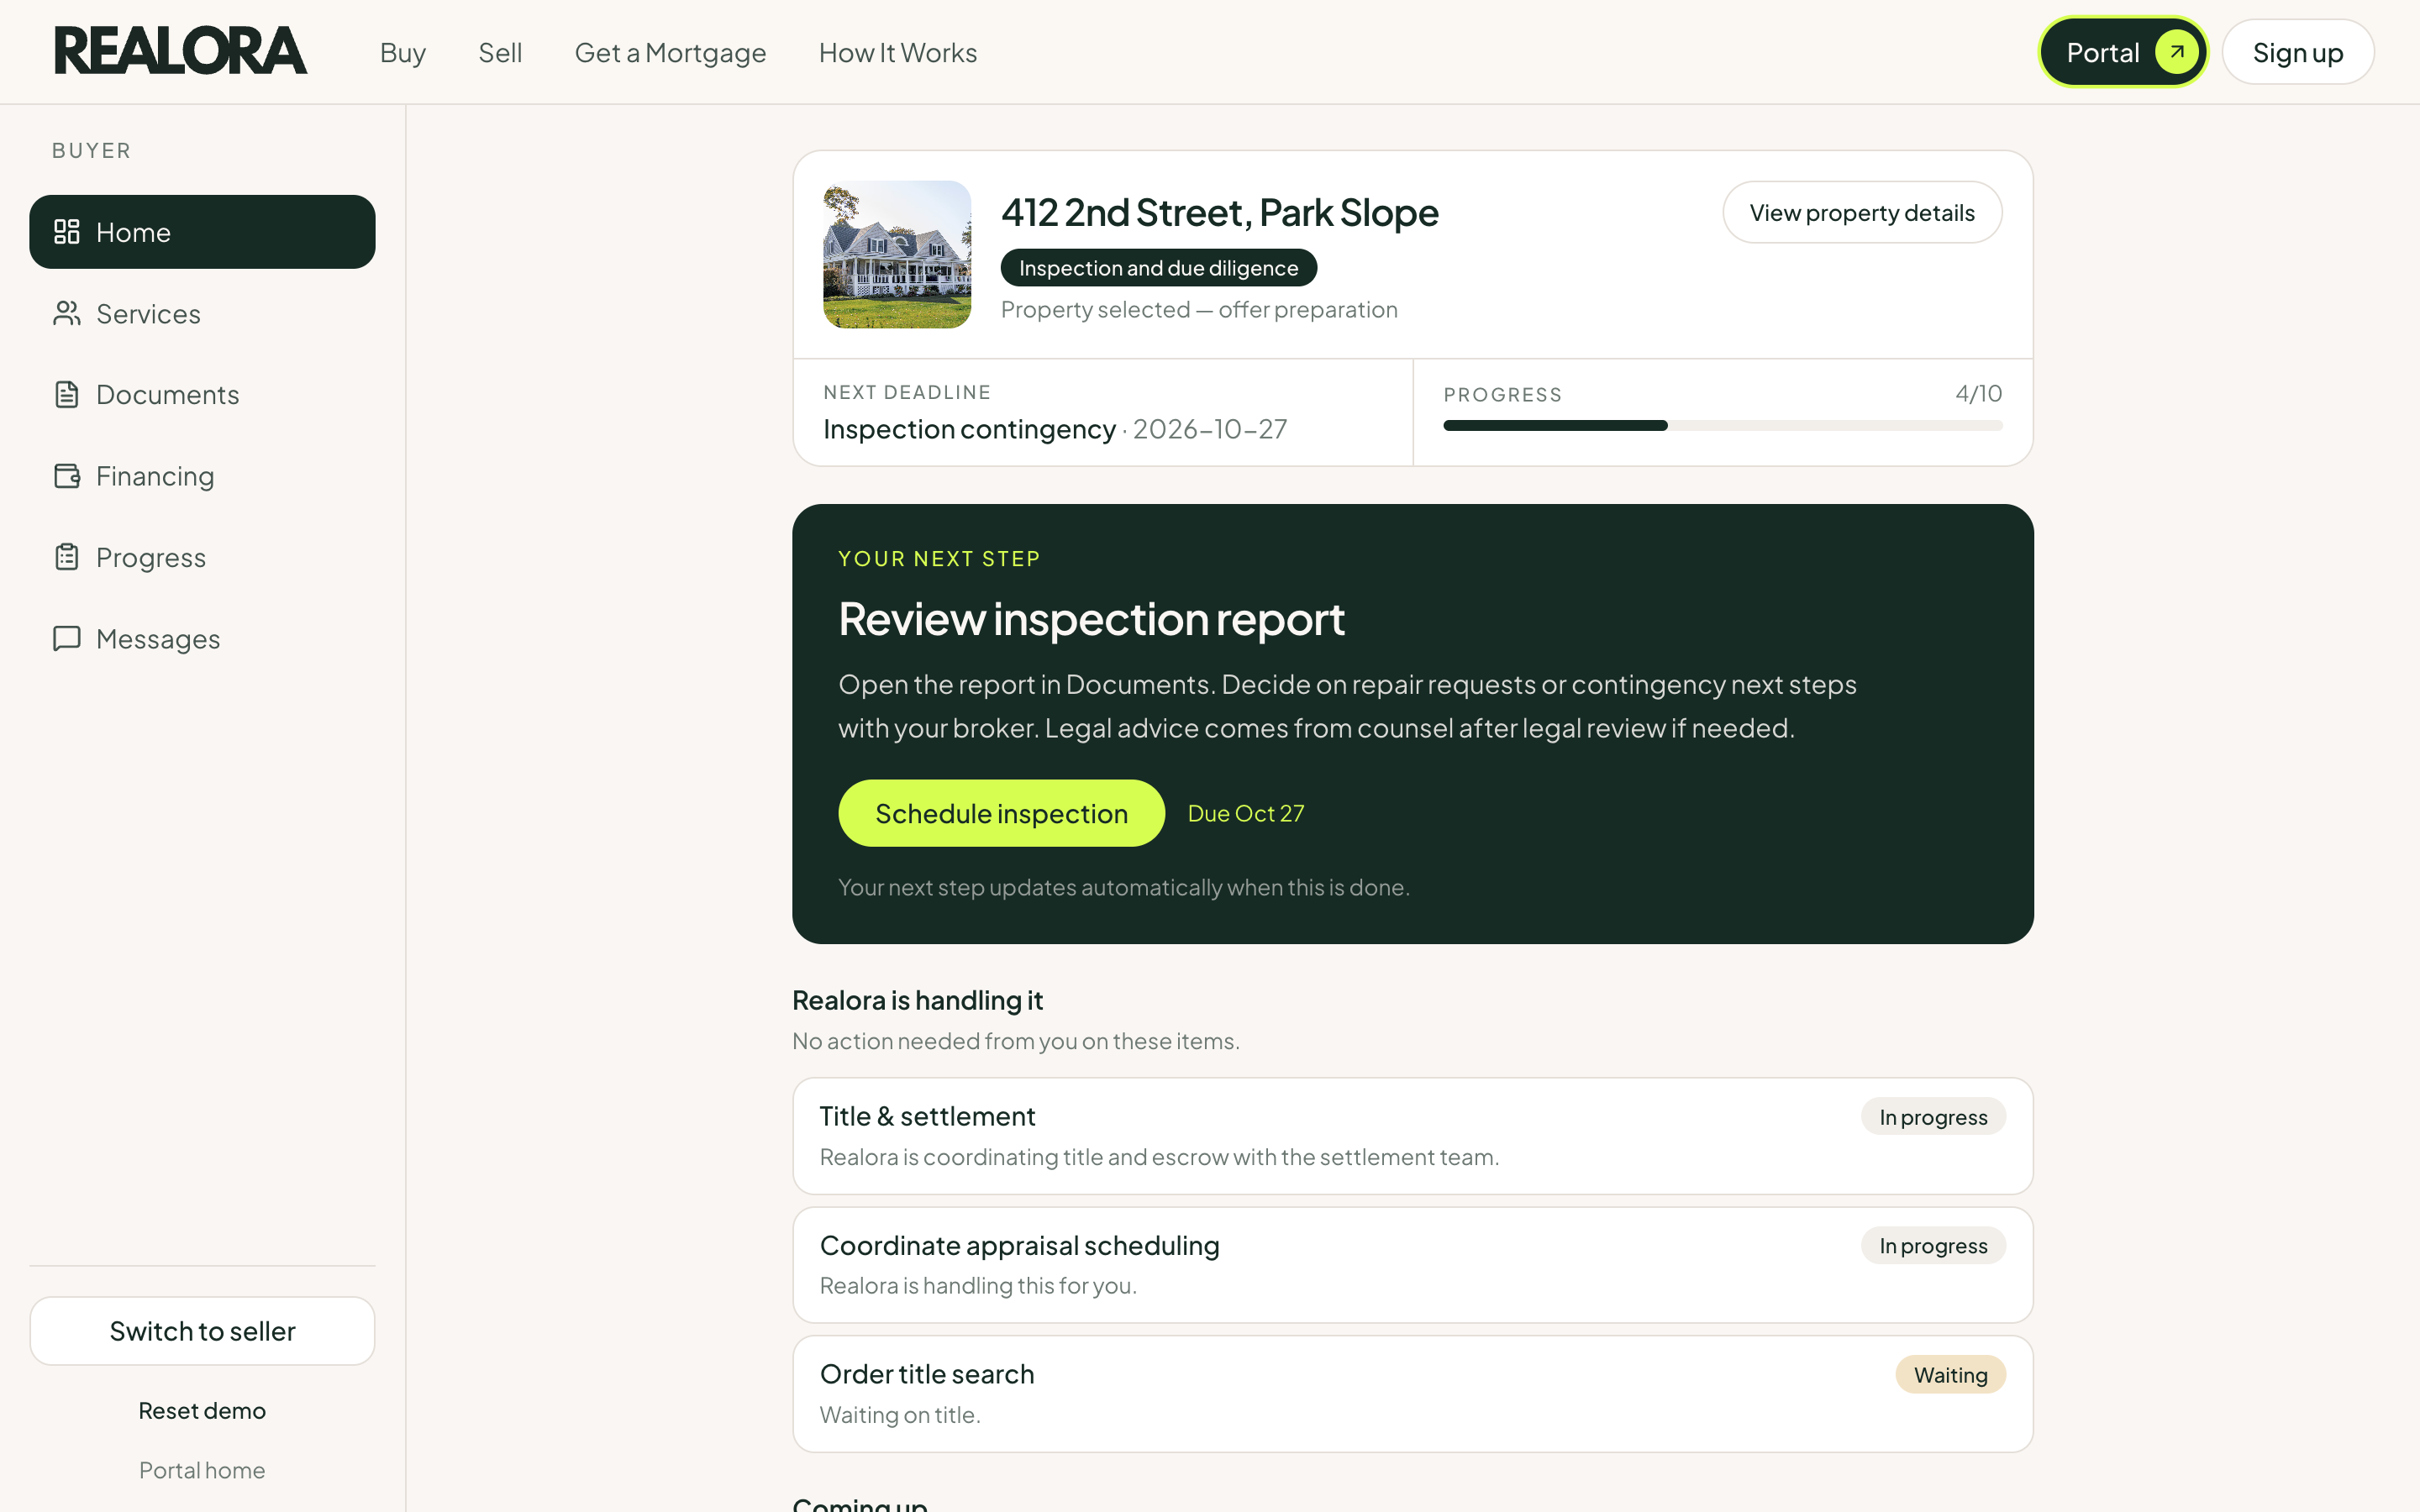 REALORA
Buy
Sell
Get a Mortgage
How It Works
Portal
Sign up
BUYER
Home
Services
Documents
Financing
Progress
Messages
Switch to seller
Reset demo
Portal home
412 2nd Street, Park Slope
View property details
Inspection and due diligence
Property selected — offer preparation
NEXT DEADLINE
Inspection contingency · 2026-10-27
PROGRESS
4/10
YOUR NEXT STEP
Review inspection report
Open the report in Documents. Decide on repair requests or contingency next steps
with your broker. Legal advice comes from counsel after legal review if needed.
Schedule inspection
Due Oct 27
Your next step updates automatically when this is done.
Realora is handling it
No action needed from you on these items.
Title & settlement
In progress
Realora is coordinating title and escrow with the settlement team.
Coordinate appraisal scheduling
In progress
Realora is handling this for you.
Order title search
Waiting
Waiting on title.
Coming up